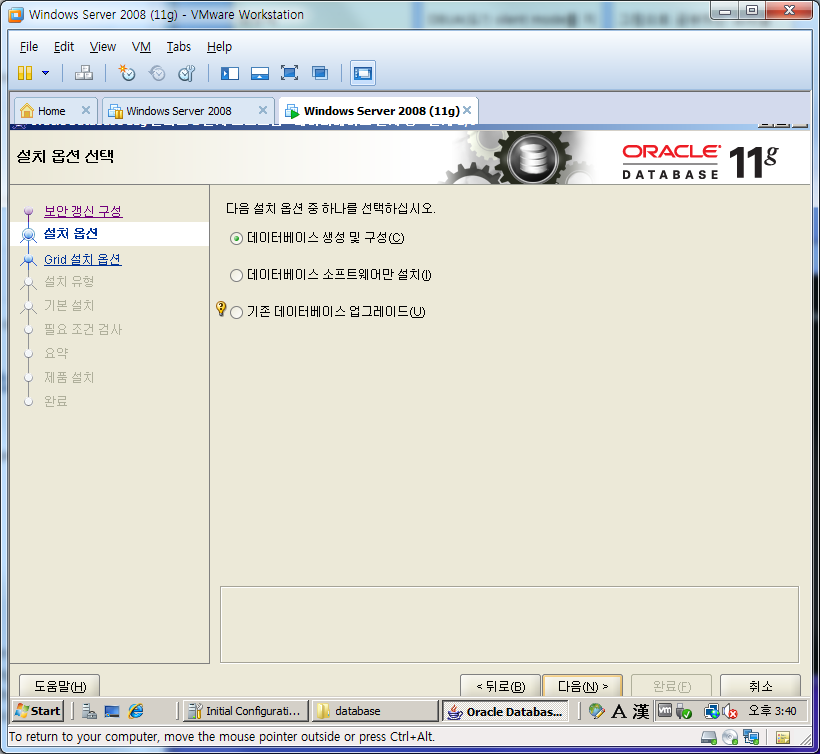 Windows Server 2008 (11g) - VMware Workstation
File Edit View VM Tabs Help
Home Windows Server 2008 Windows Server 2008 (11g)
설치 옵션 선택
ORACLE
DATABASE 11g
보안 갱신 구성
설치 옵션
Grid 설치 옵션
설치 유형
기본 설치
필요 조건 검사
요약
제품 설치
완료
다음 설치 옵션 중 하나를 선택하십시오.
데이터베이스 생성 및 구성(C)
데이터베이스 소프트웨어만 설치(I)
기존 데이터베이스 업그레이드(U)
도움말(H) < 뒤로(B) 다음(N) > 완료(F) 취소
Start Initial Configurati... database Oracle Databas... A 漢 vm 오후 3:40
To return to your computer, move the mouse pointer outside or press Ctrl+Alt.